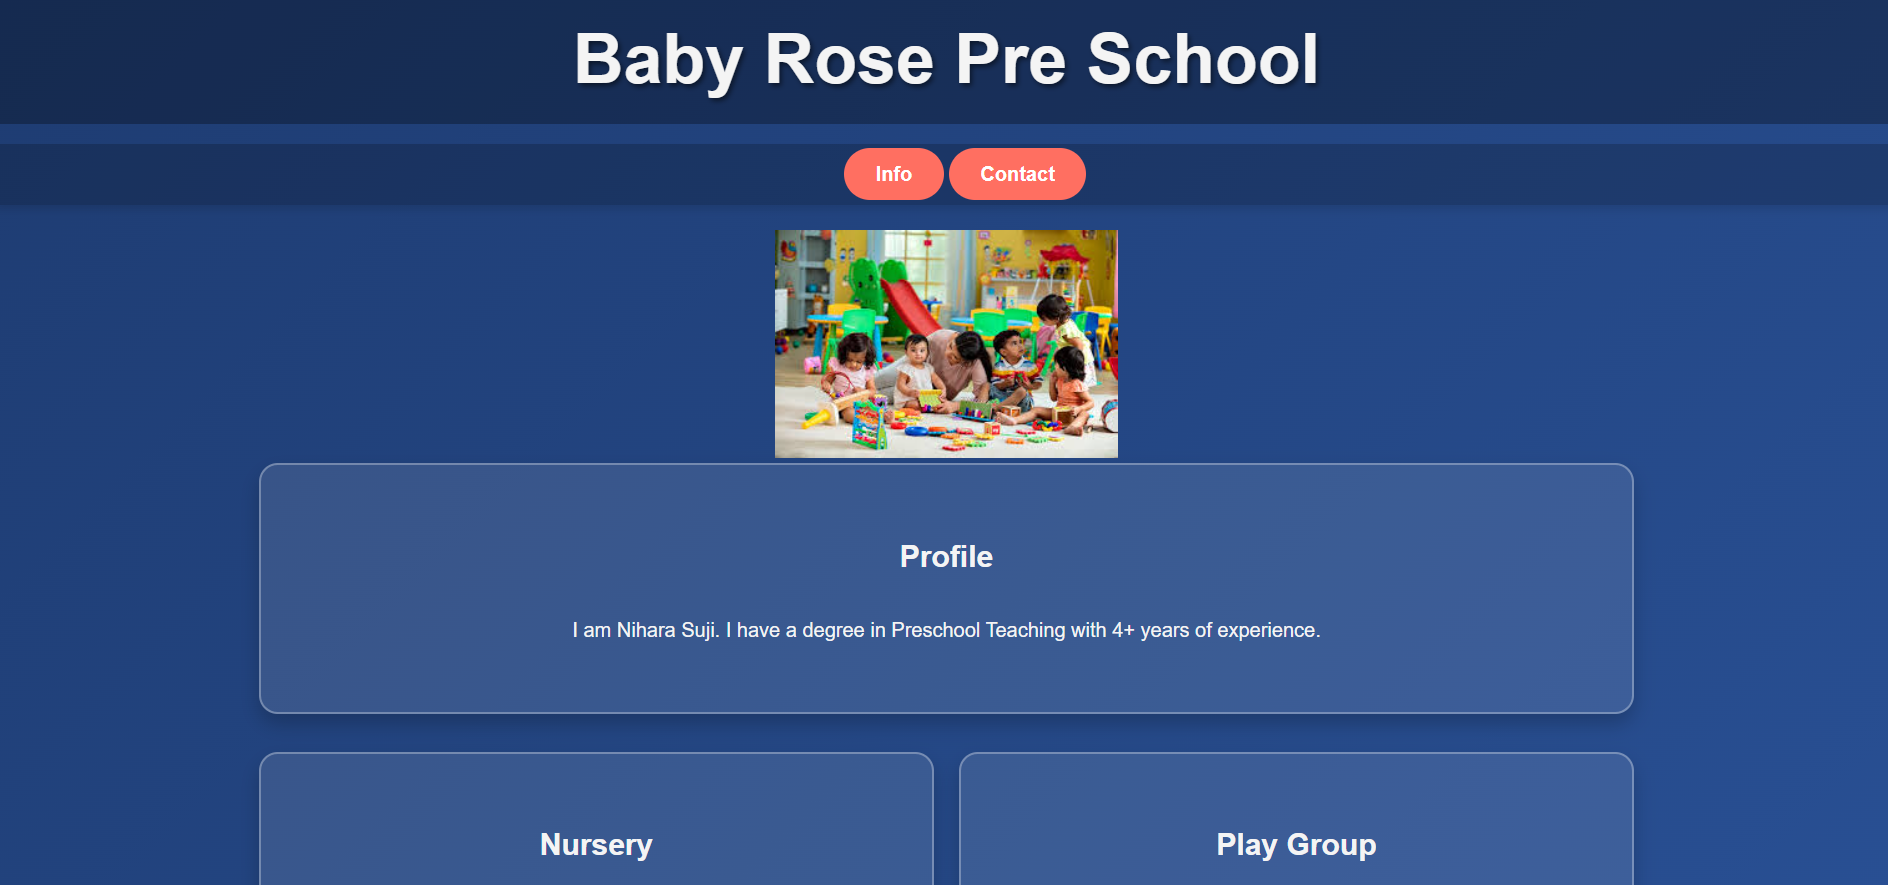 Baby Rose Pre School
Info
Contact
Profile
I am Nihara Suji. I have a degree in Preschool Teaching with 4+ years of experience.
Nursery
Play Group